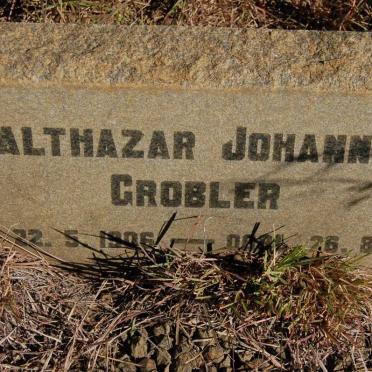 ALTHAZAR JOHANN
GROBLER
22. 5. 1906 26. 8